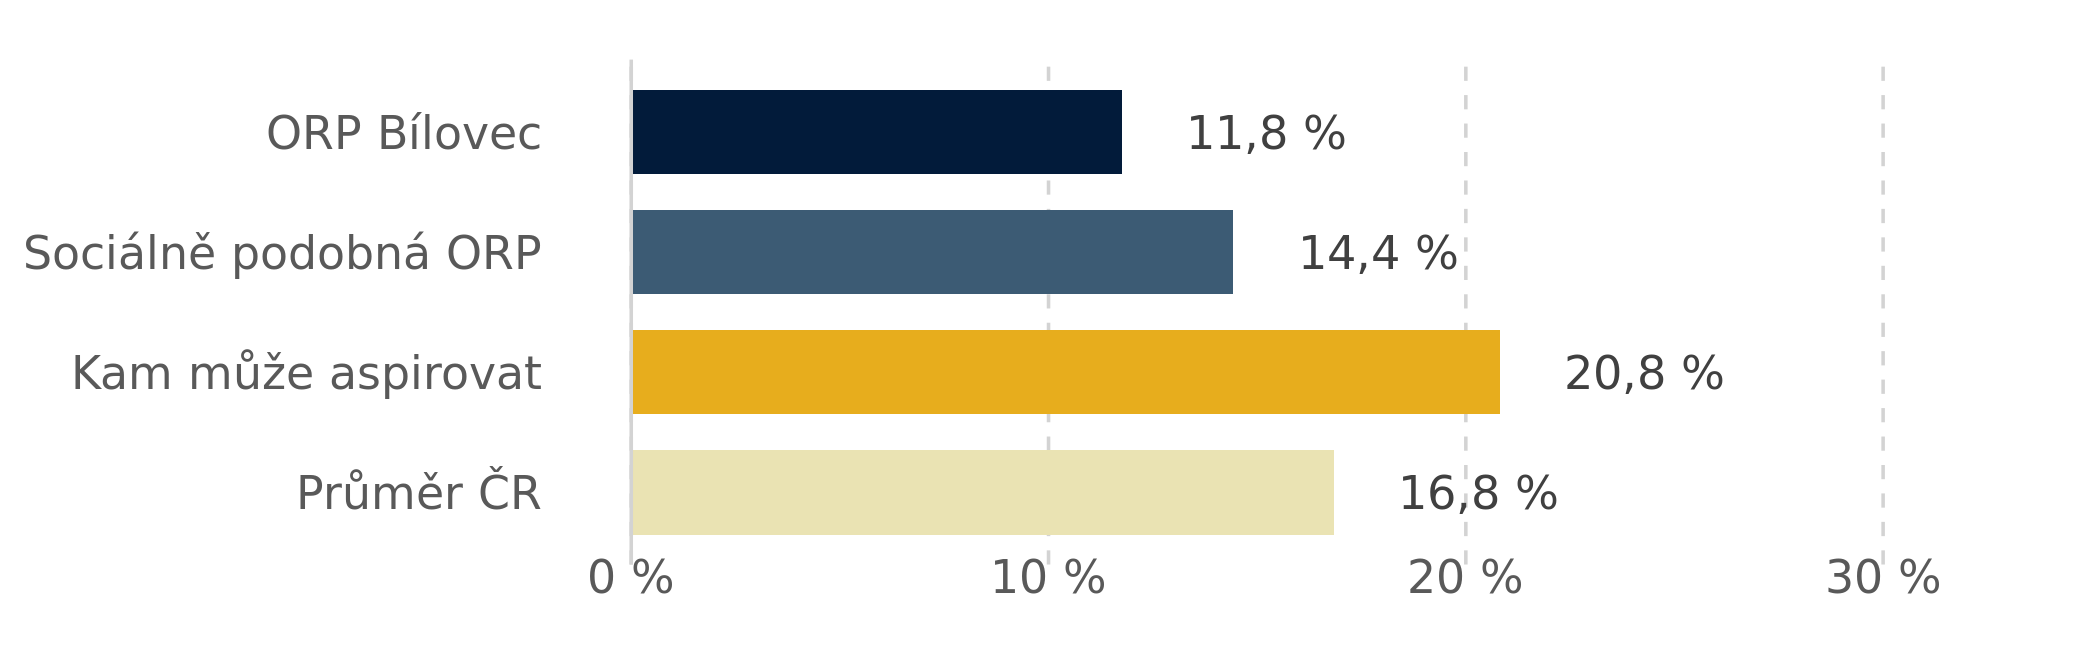 ORP Bílovec
11,8 %
Sociálně podobná ORP
14,4 %
Kam může aspirovat
20,8 %
Průměr ČR
16,8 %
0 %
10 %
20 %
30 %